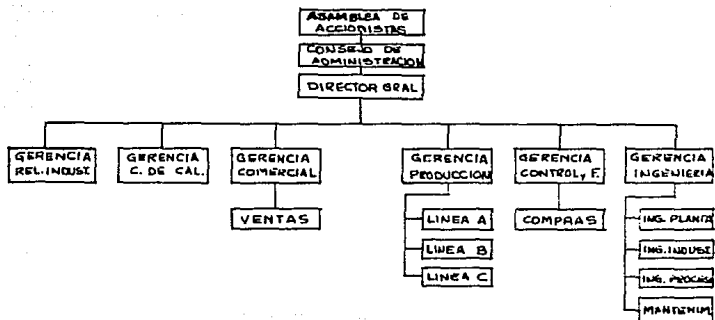 ASAMBLEA DE
ACCIONISTAS
CONSEJO DE
ADMINISTRACION
DIRECTOR GRAL
GERENCIA
REL. INDUST.
GERENCIA
C. DE CAL.
GERENCIA
COMERCIAL
GERENCIA
PRODUCCION
GERENCIA
CONTROL y F.
GERENCIA
INGENIERIA
VENTAS
LINEA A
LINEA B
LINEA C
COMPRAS
ING. PLANTA
ING. INDUST.
ING. PROCESO
MANTENIM.